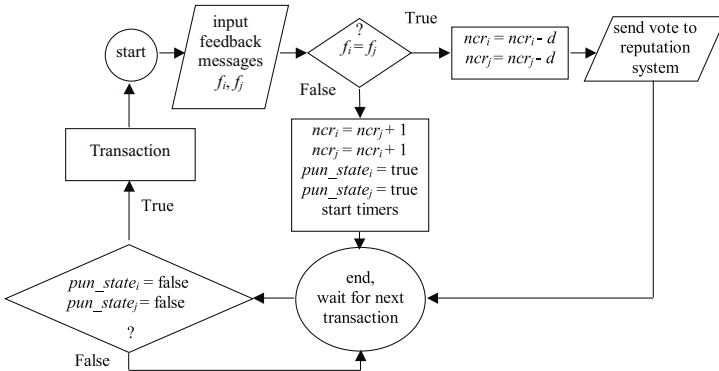 start
input
feedback
messages
fi, fj
?
fi = fj
True
ncri = ncri - d
ncrj = ncrj - d
send vote to
reputation
system
False
ncri = ncrj + 1
ncrj = ncri + 1
pun_statei = true
pun_statej = true
start timers
Transaction
True
pun_statei = false
pun_statej = false
?
False
end,
wait for next
transaction